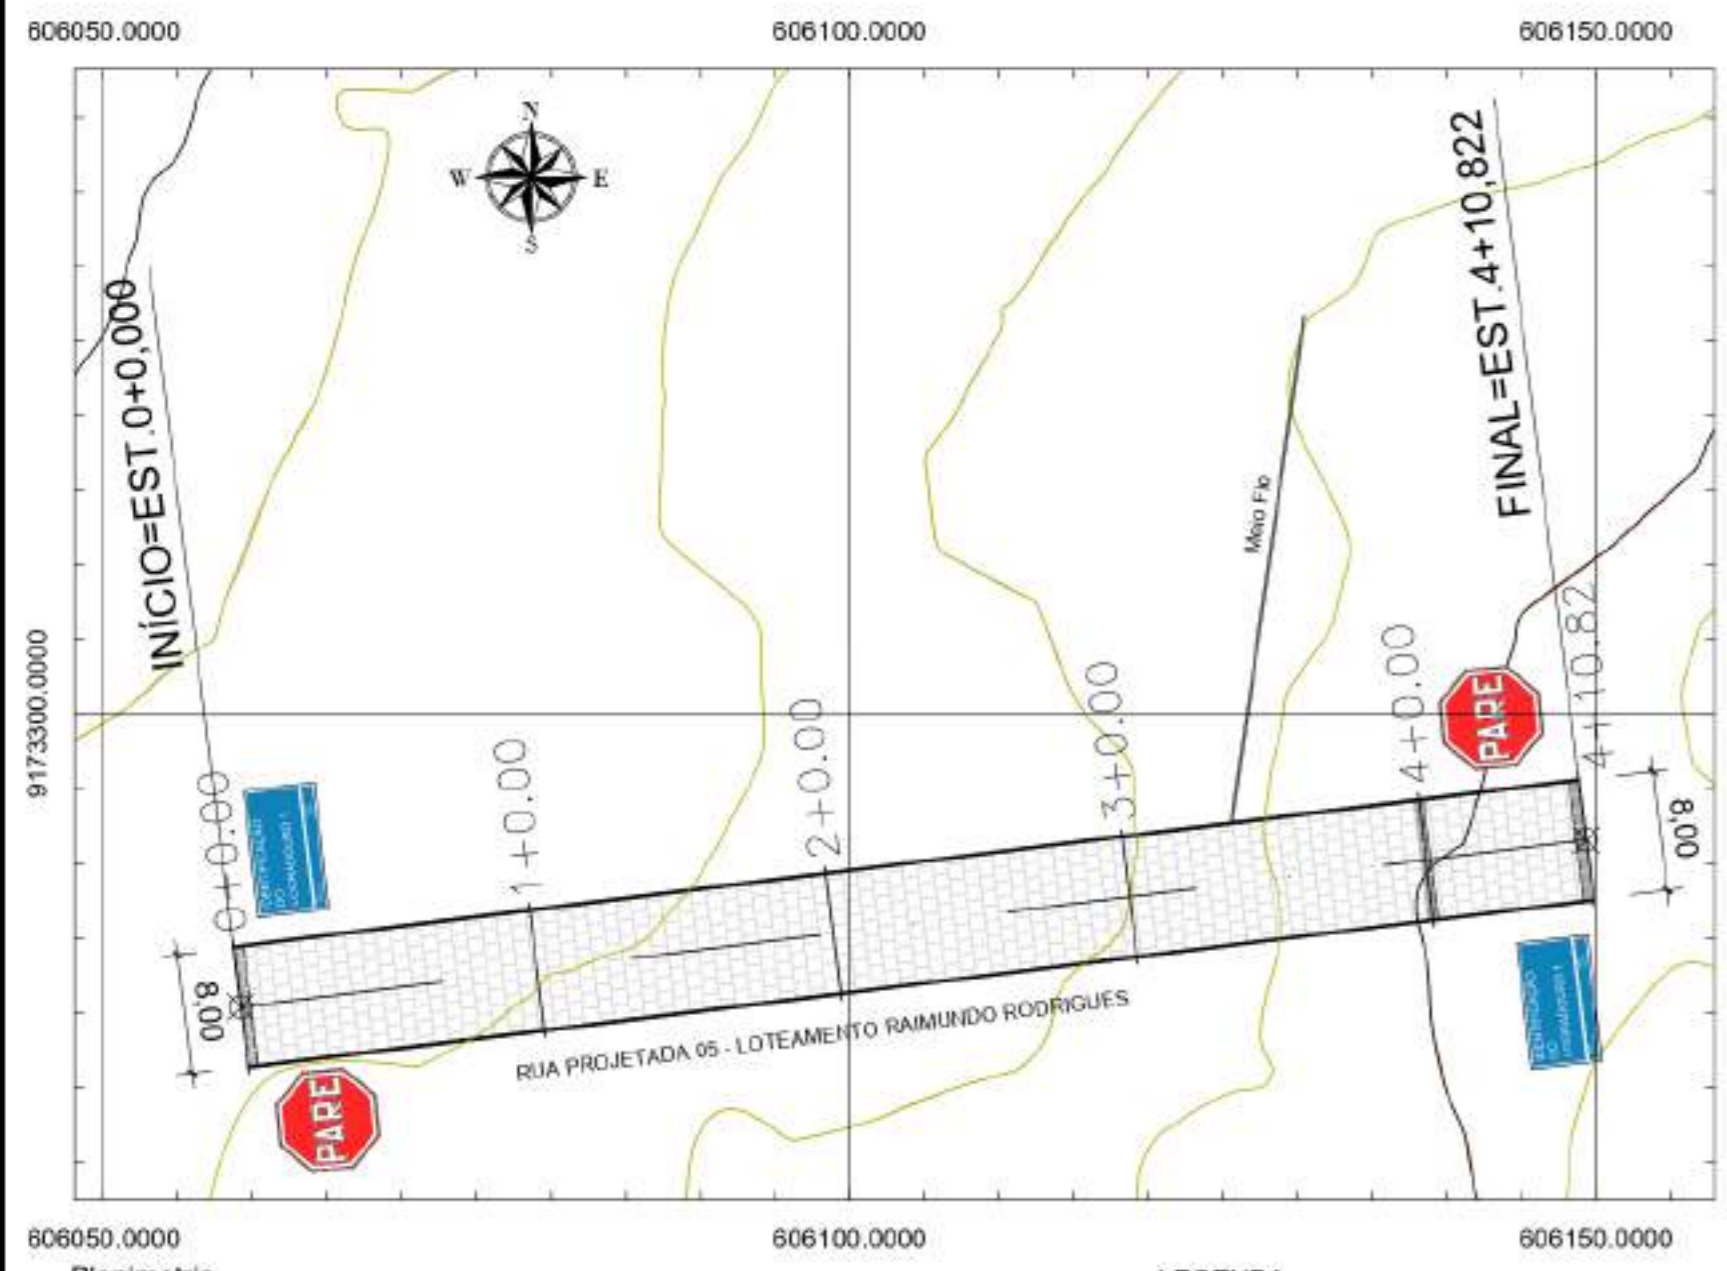 606050.0000 606100.0000 606150.0000
N
W E
S
INÍCIO=EST.0+0,000
FINAL=EST.4+10,822
Meio Fio
9173300.0000
0+0.00
1+0.00
2+0.00
3+0.00
4+0.00
4+10.82
PARE
8,00
8,00
DO
RUA PROJETADA 05 - LOTEAMENTO RAIMUNDO RODRIGUES
PARE
DO
606050.0000 606100.0000 606150.0000